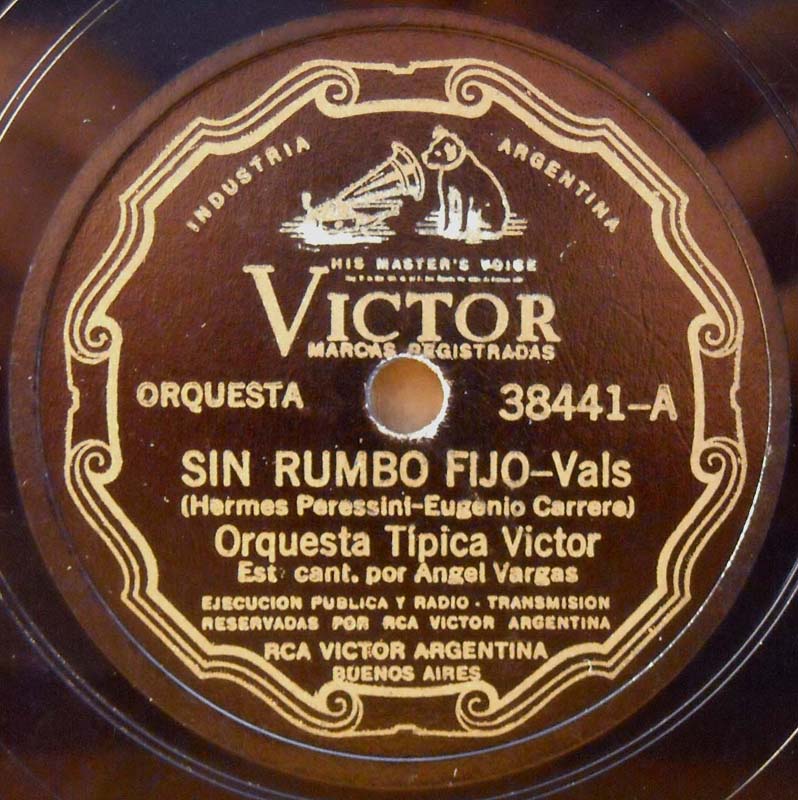 INDUSTRIA ARGENTINA
HIS MASTER'S VOICE
VICTOR
MARCAS REGISTRADAS
ORQUESTA 38441-A
SIN RUMBO FIJO-Vals
(Hermes Peressini-Eugenio Carrere)
Orquesta Típica Victor
Est cant. por Angel Vargas
EJECUCION PUBLICA Y RADIO - TRANSMISION
RESERVADAS POR RCA VICTOR ARGENTINA
RCA VICTOR ARGENTINA
BUENOS AIRES